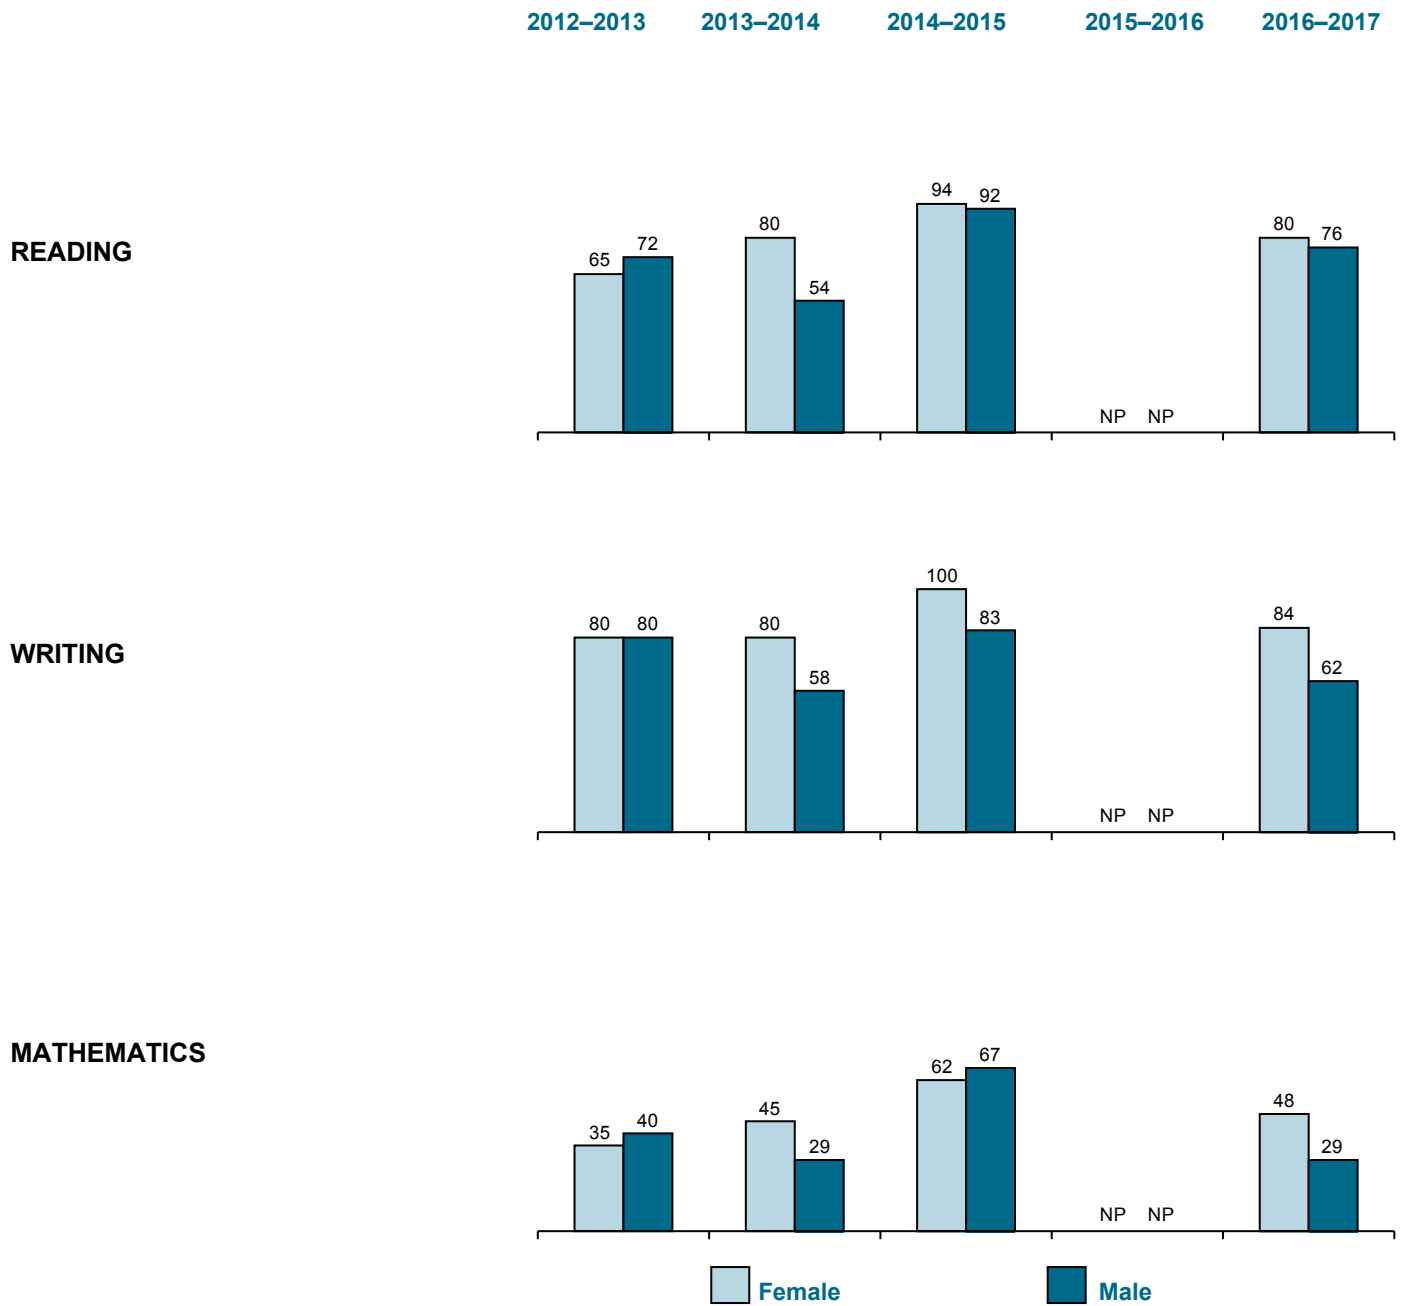 2012–2013 2013–2014 2014–2015 2015–2016 2016–2017
READING
65 72 80 54 94 92 NP NP 80 76
WRITING
80 80 80 58 100 83 NP NP 84 62
MATHEMATICS
35 40 45 29 62 67 NP NP 48 29
Female Male